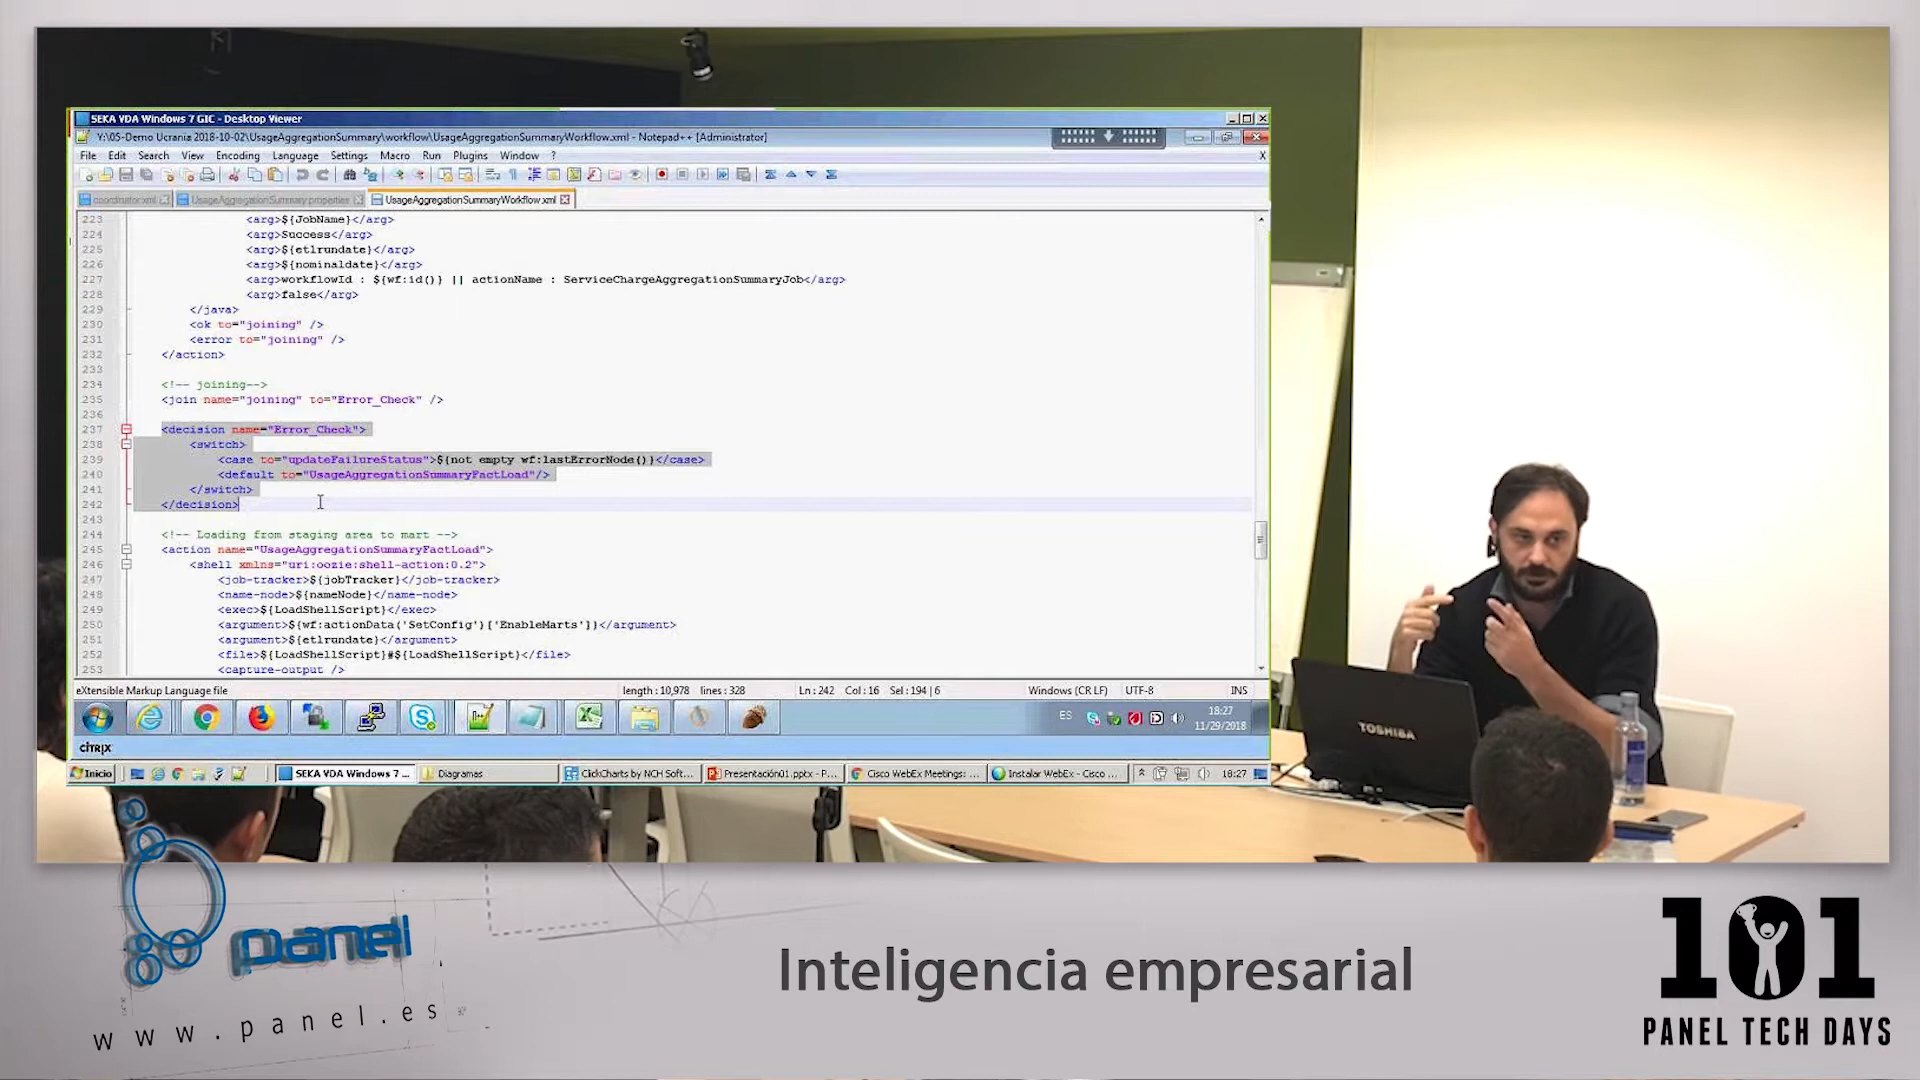 SEKA VDA Windows 7 GIC - Desktop Viewer
Y:\05-Demo Ucrania 2018-10-02\UsageAggregationSummary\workflow\UsageAggregationSummaryWorkflow.xml - Notepad++ [Administrator]
File Edit Search View Encoding Language Settings Macro Run Plugins Window ? X
coordinator.xml UsageAggregationSummary.properties UsageAggregationSummaryWorkflow.xml
223 <arg>${JobName}</arg>
224 <arg>Success</arg>
225 <arg>${etlrundate}</arg>
226 <arg>${nominaldate}</arg>
227 <arg>workflowId : ${wf:id()} || actionName : ServiceChargeAggregationSummaryJob</arg>
228 <arg>false</arg>
229 </java>
230 <ok to="joining" />
231 <error to="joining" />
232 </action>
233
234 <!-- joining-->
235 <join name="joining" to="Error_Check" />
236
237 <decision name="Error_Check">
238 <switch>
239 <case to="updateFailureStatus">${not empty wf:lastErrorNode()}</case>
240 <default to="UsageAggregationSummaryFactLoad"/>
241 </switch>
242 </decision>
243
244 <!-- Loading from staging area to mart -->
245 <action name="UsageAggregationSummaryFactLoad">
246 <shell xmlns="uri:oozie:shell-action:0.2">
247 <job-tracker>${jobTracker}</job-tracker>
248 <name-node>${nameNode}</name-node>
249 <exec>${LoadShellScript}</exec>
250 <argument>${wf:actionData('SetConfig')['EnableMarts']}</argument>
251 <argument>${etlrundate}</argument>
252 <file>${LoadShellScript}#${LoadShellScript}</file>
253 <capture-output />
eXtensible Markup Language file length : 10,978 lines : 328 Ln : 242 Col : 16 Sel : 194 | 6 Windows (CR LF) UTF-8 INS
ES 18:27
11/29/2018
CITRIX
Inicio SEKA VDA Windows 7 ... Diagramas ClickCharts by NCH Soft... Presentación01.pptx - P... Cisco WebEx Meetings: ... Instalar WebEx - Cisco ... 18:27
TOSHIBA
panel
www.panel.es
Inteligencia empresarial
101
PANEL TECH DAYS